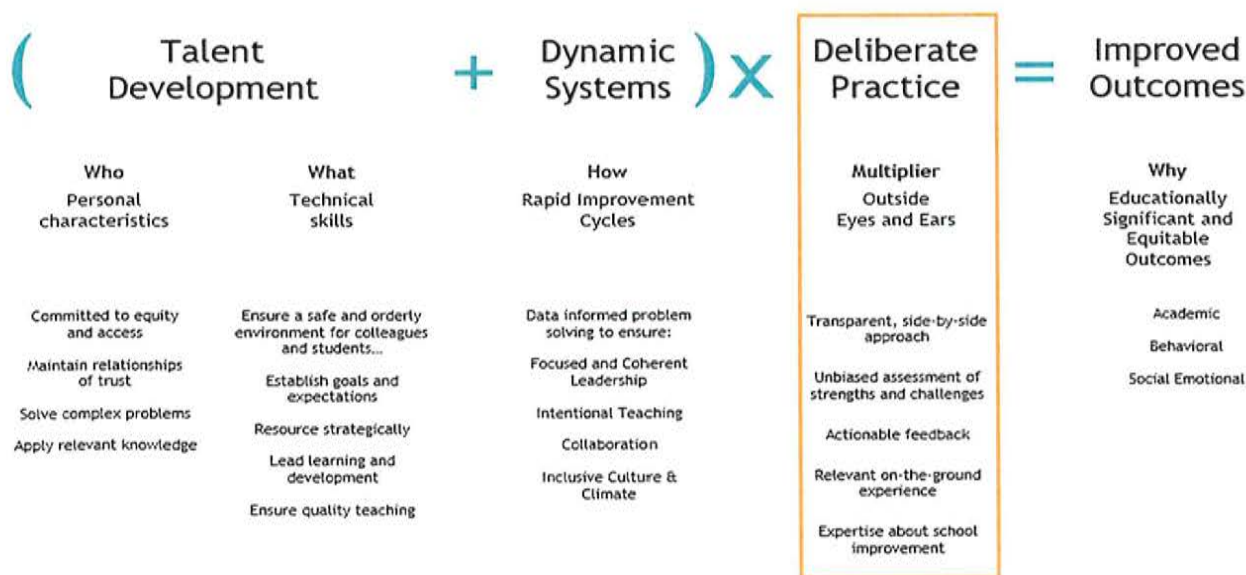 ( Talent Development + Dynamic Systems ) X Deliberate Practice = Improved Outcomes
Who
Personal
characteristics
Committed to equity
and access
Maintain relationships
of trust
Solve complex problems
Apply relevant knowledge
What
Technical
skills
Ensure a safe and orderly
environment for colleagues
and students...
Establish goals and
expectations
Resource strategically
Lead learning and
development
Ensure quality teaching
How
Rapid Improvement
Cycles
Data informed problem
solving to ensure:
Focused and Coherent
Leadership
Intentional Teaching
Collaboration
Inclusive Culture &
Climate
Multiplier
Outside
Eyes and Ears
Transparent, side-by-side
approach
Unbiased assessment of
strengths and challenges
Actionable feedback
Relevant on-the-ground
experience
Expertise about school
improvement
Why
Educationally
Significant and
Equitable
Outcomes
Academic
Behavioral
Social Emotional